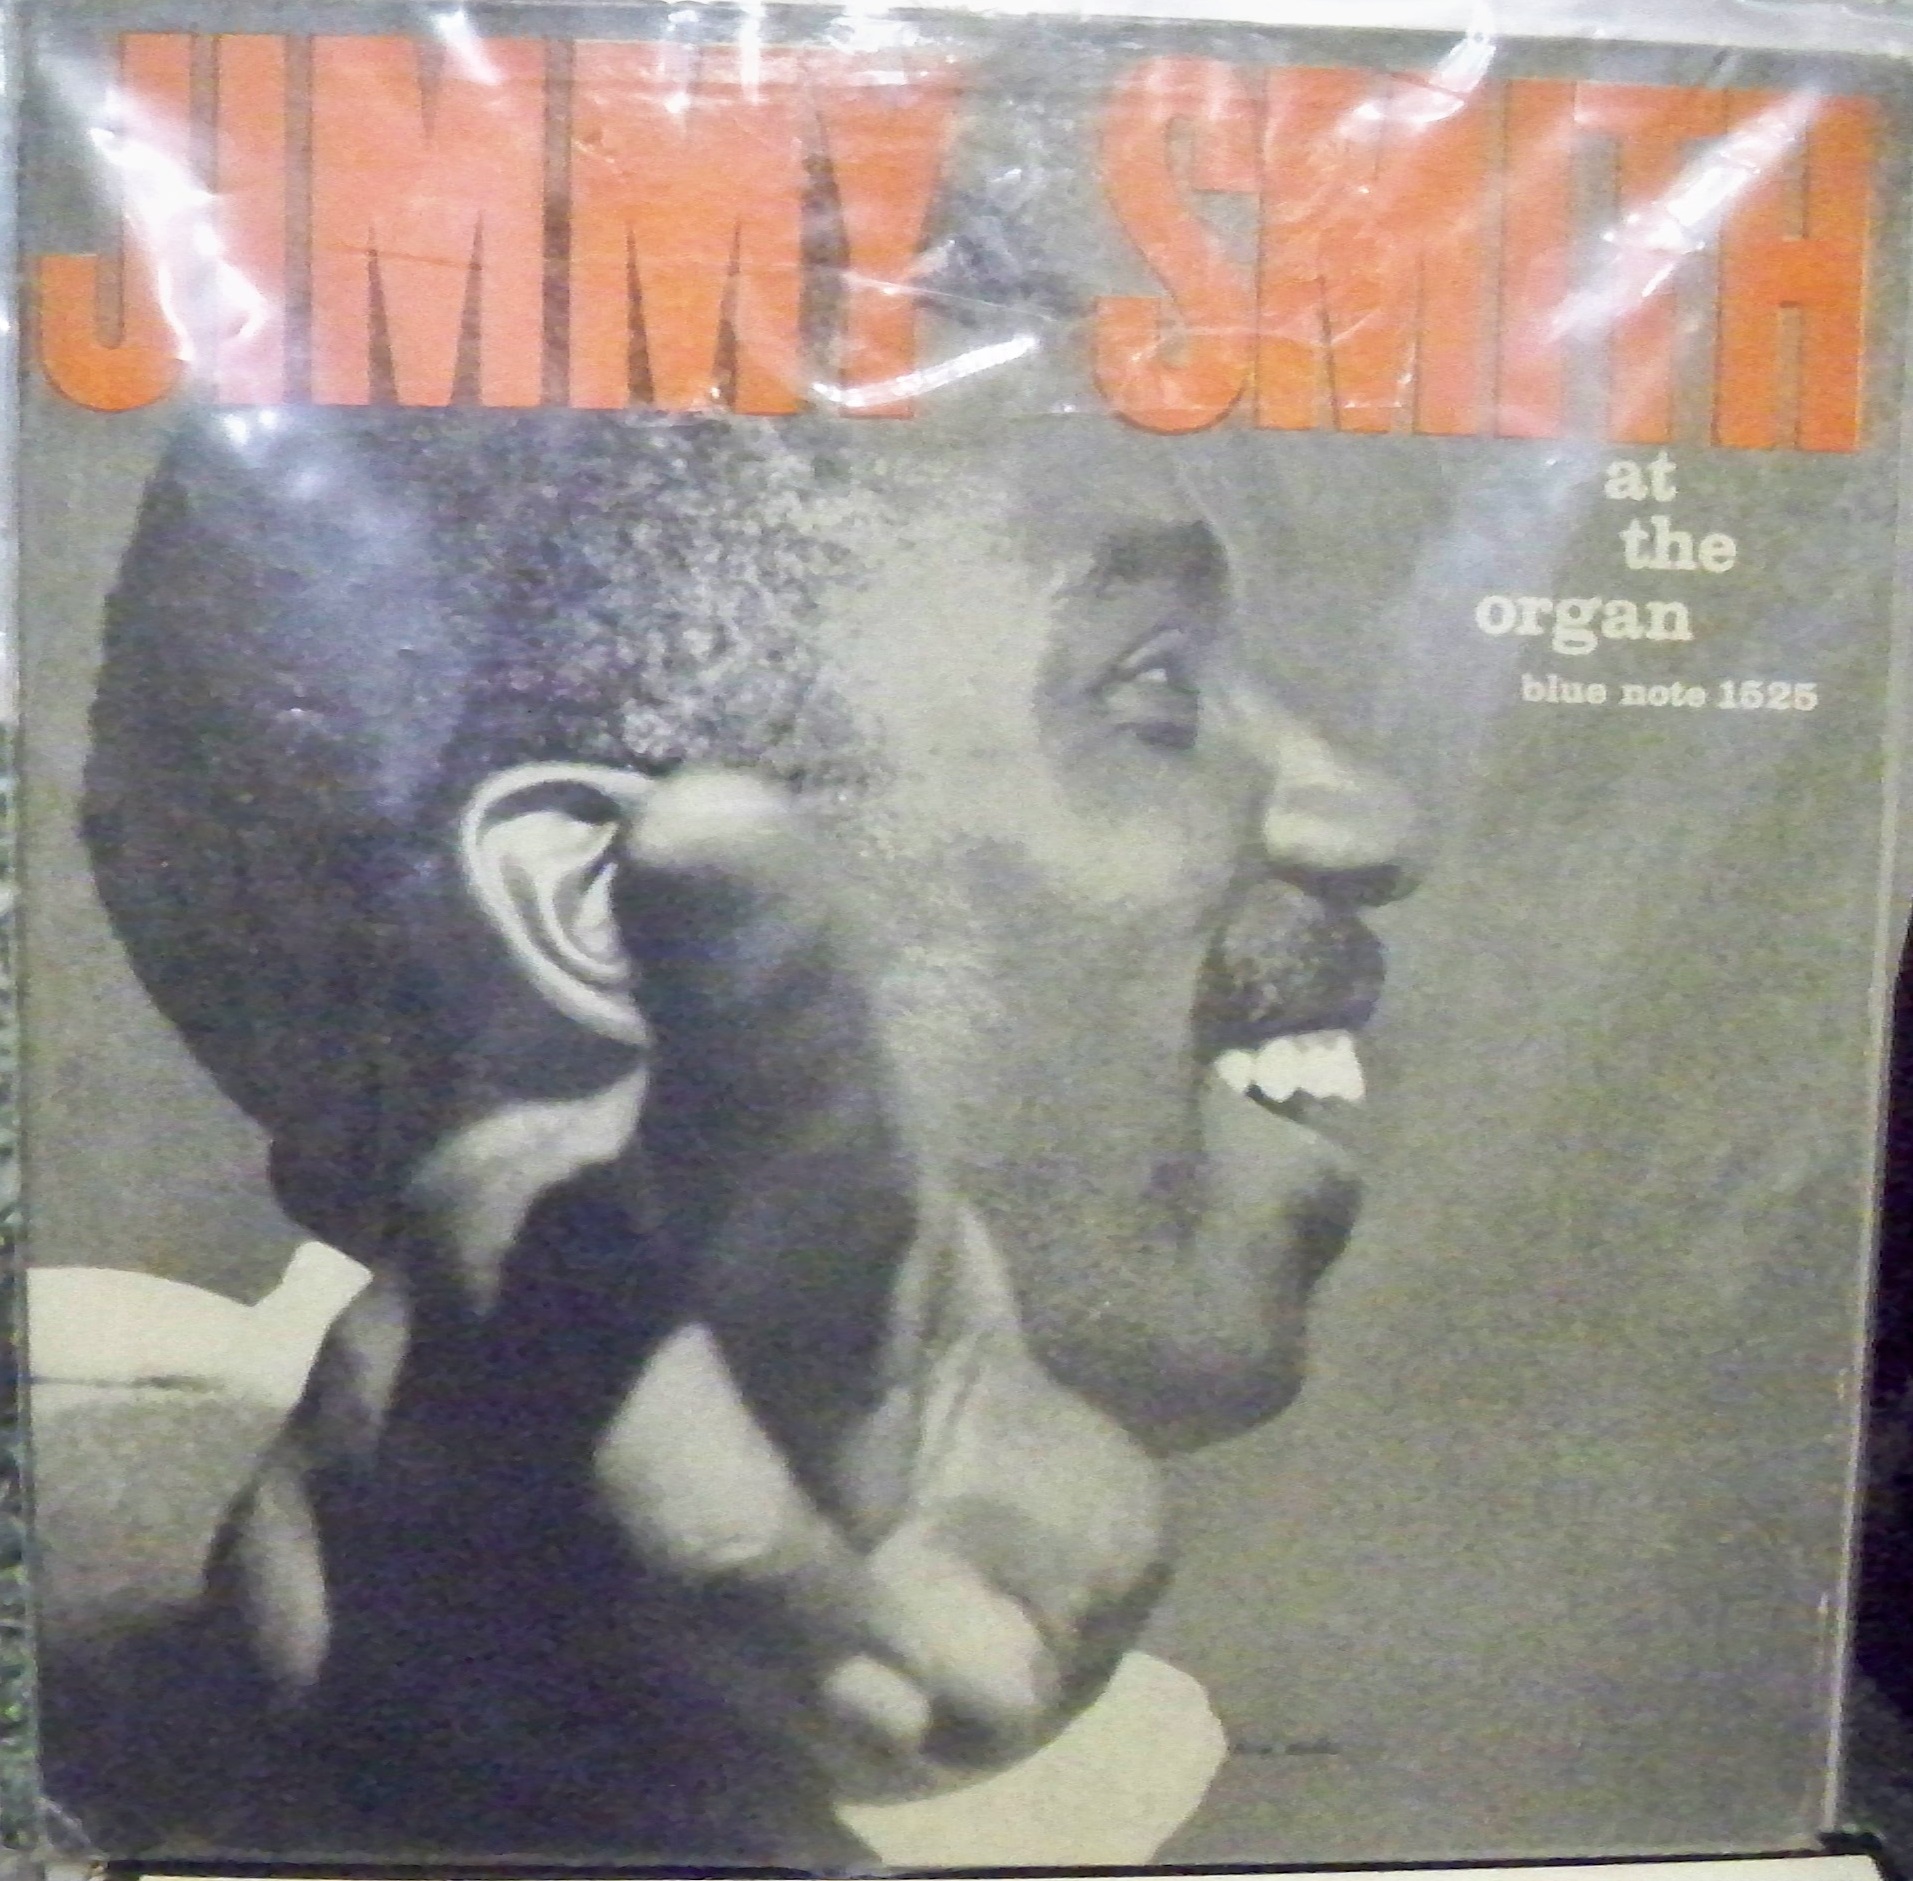 JIMMY SMITH
at
the
organ
blue note 1525